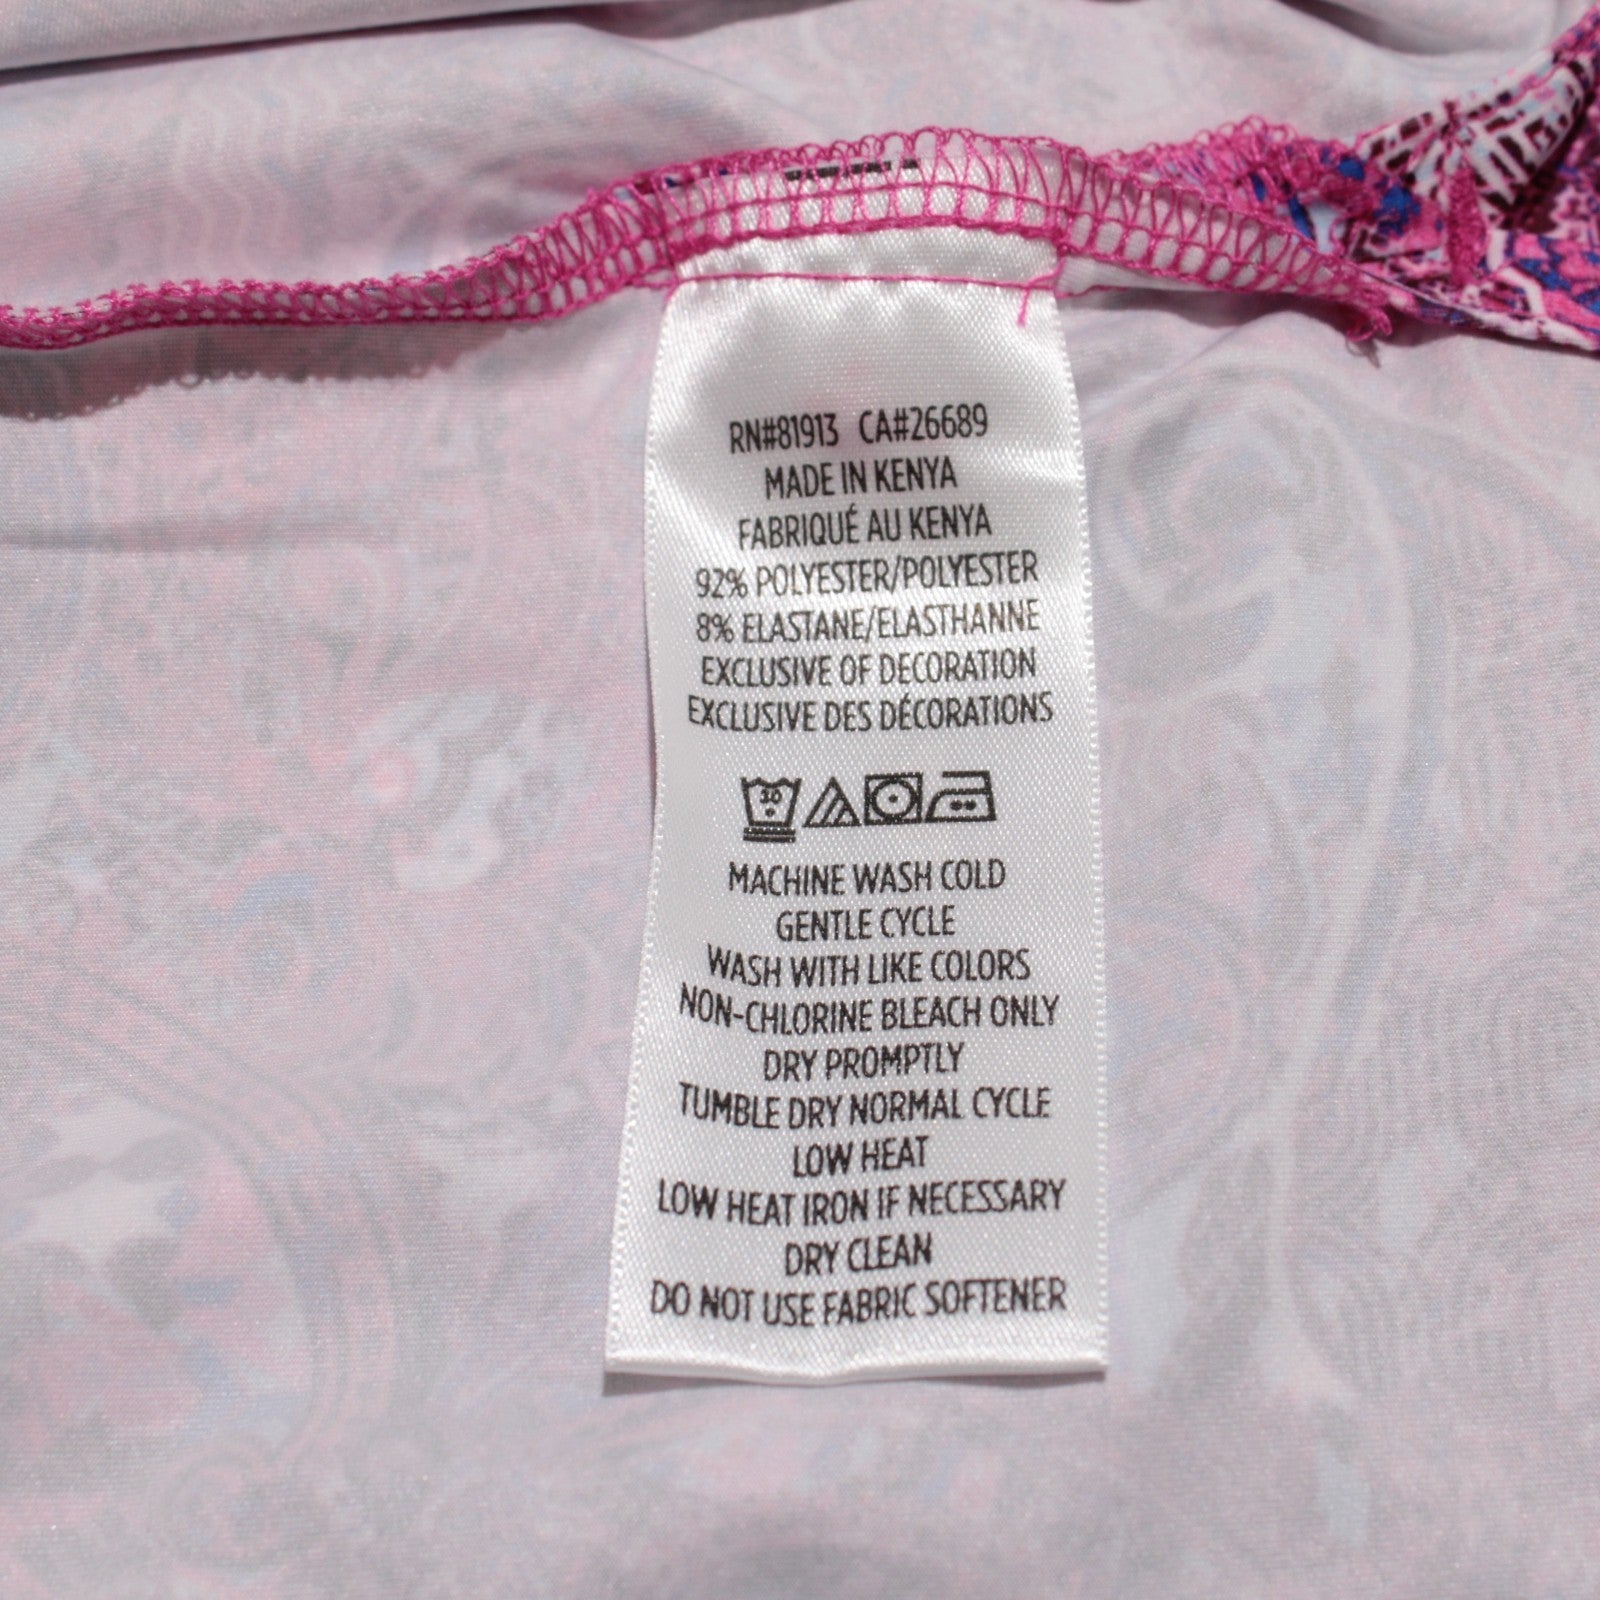 RN#81913 CA#26689
MADE IN KENYA
FABRIQUÉ AU KENYA
92% POLYESTER/POLYESTER
8% ELASTANE/ELASTHANNE
EXCLUSIVE OF DECORATION
EXCLUSIVE DES DÉCORATIONS
30
MACHINE WASH COLD
GENTLE CYCLE
WASH WITH LIKE COLORS
NON-CHLORINE BLEACH ONLY
DRY PROMPTLY
TUMBLE DRY NORMAL CYCLE
LOW HEAT
LOW HEAT IRON IF NECESSARY
DRY CLEAN
DO NOT USE FABRIC SOFTENER